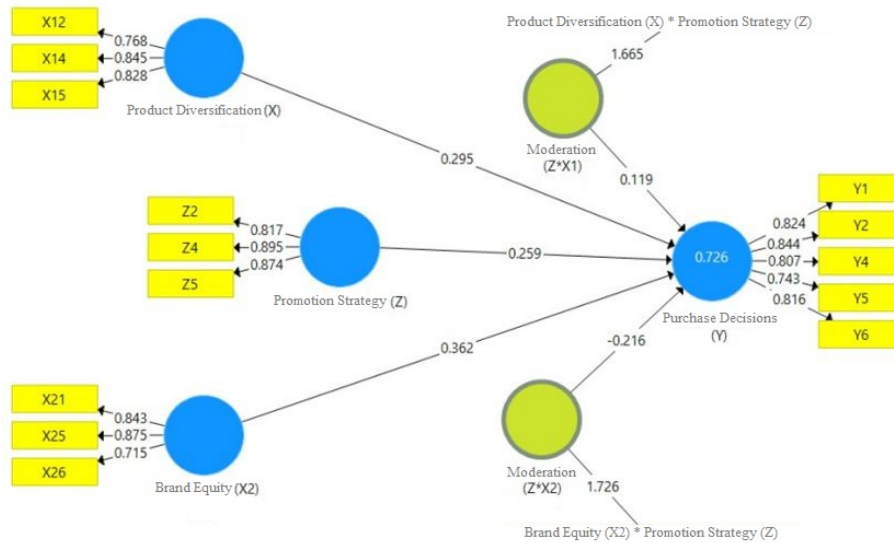 X12
0.768
X14
0.845
X15
0.828
Product Diversification (X)
Product Diversification (X) * Promotion Strategy (Z)
1.665
Moderation
(Z*X1)
0.295
0.119
Z2
0.817
Z4
0.895
Z5
0.874
Promotion Strategy (Z)
0.259
0.726
Purchase Decisions
(Y)
0.824
Y1
0.844
Y2
0.807
Y4
0.743
Y5
0.816
Y6
0.362
-0.216
X21
0.843
X25
0.875
X26
0.715
Brand Equity (X2)
Moderation
(Z*X2)
1.726
Brand Equity (X2) * Promotion Strategy (Z)